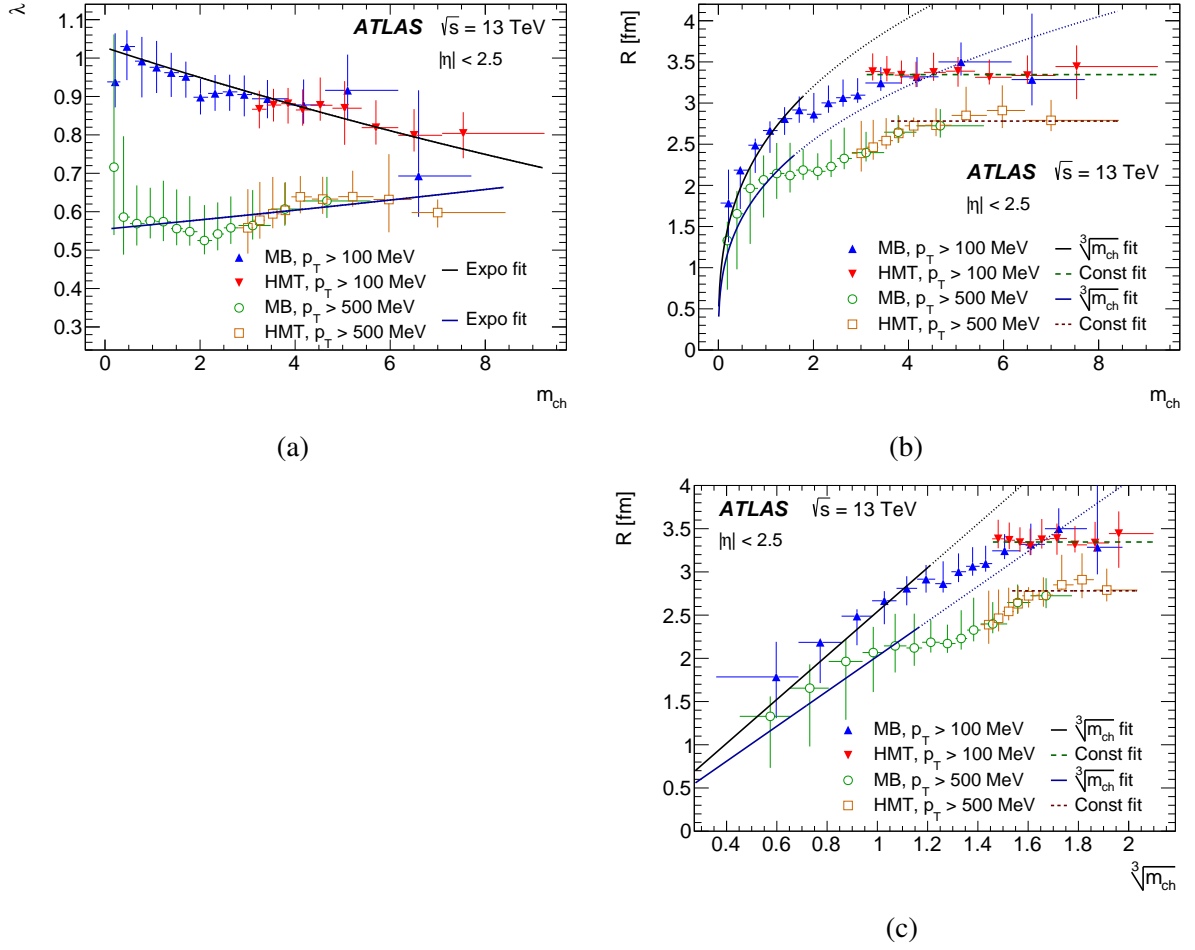 λ
1.1
1
0.9
0.8
0.7
0.6
0.5
0.4
0.3
ATLAS √s = 13 TeV
|η| < 2.5
MB, p_T > 100 MeV
HMT, p_T > 100 MeV
MB, p_T > 500 MeV
HMT, p_T > 500 MeV
Expo fit
Expo fit
0 2 4 6 8
m_ch
(a)
R [fm]
4
3.5
3
2.5
2
1.5
1
0.5
0
ATLAS √s = 13 TeV
|η| < 2.5
MB, p_T > 100 MeV ∛m_ch fit
HMT, p_T > 100 MeV Const fit
MB, p_T > 500 MeV ∛m_ch fit
HMT, p_T > 500 MeV Const fit
0 2 4 6 8
m_ch
(b)
R [fm]
4
3.5
3
2.5
2
1.5
1
0.5
0
ATLAS √s = 13 TeV
|η| < 2.5
MB, p_T > 100 MeV ∛m_ch fit
HMT, p_T > 100 MeV Const fit
MB, p_T > 500 MeV ∛m_ch fit
HMT, p_T > 500 MeV Const fit
0.4 0.6 0.8 1 1.2 1.4 1.6 1.8 2
∛m_ch
(c)